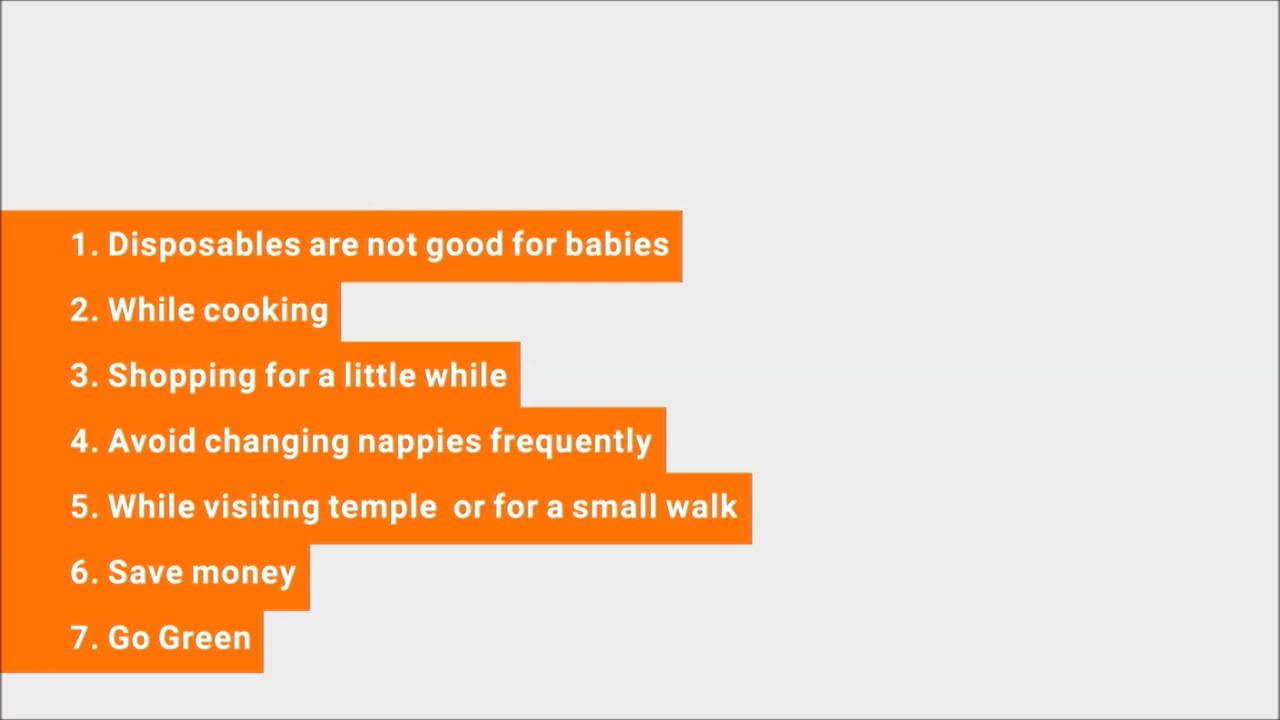 1. Disposables are not good for babies
2. While cooking
3. Shopping for a little while
4. Avoid changing nappies frequently
5. While visiting temple  or for a small walk
6. Save money
7. Go Green